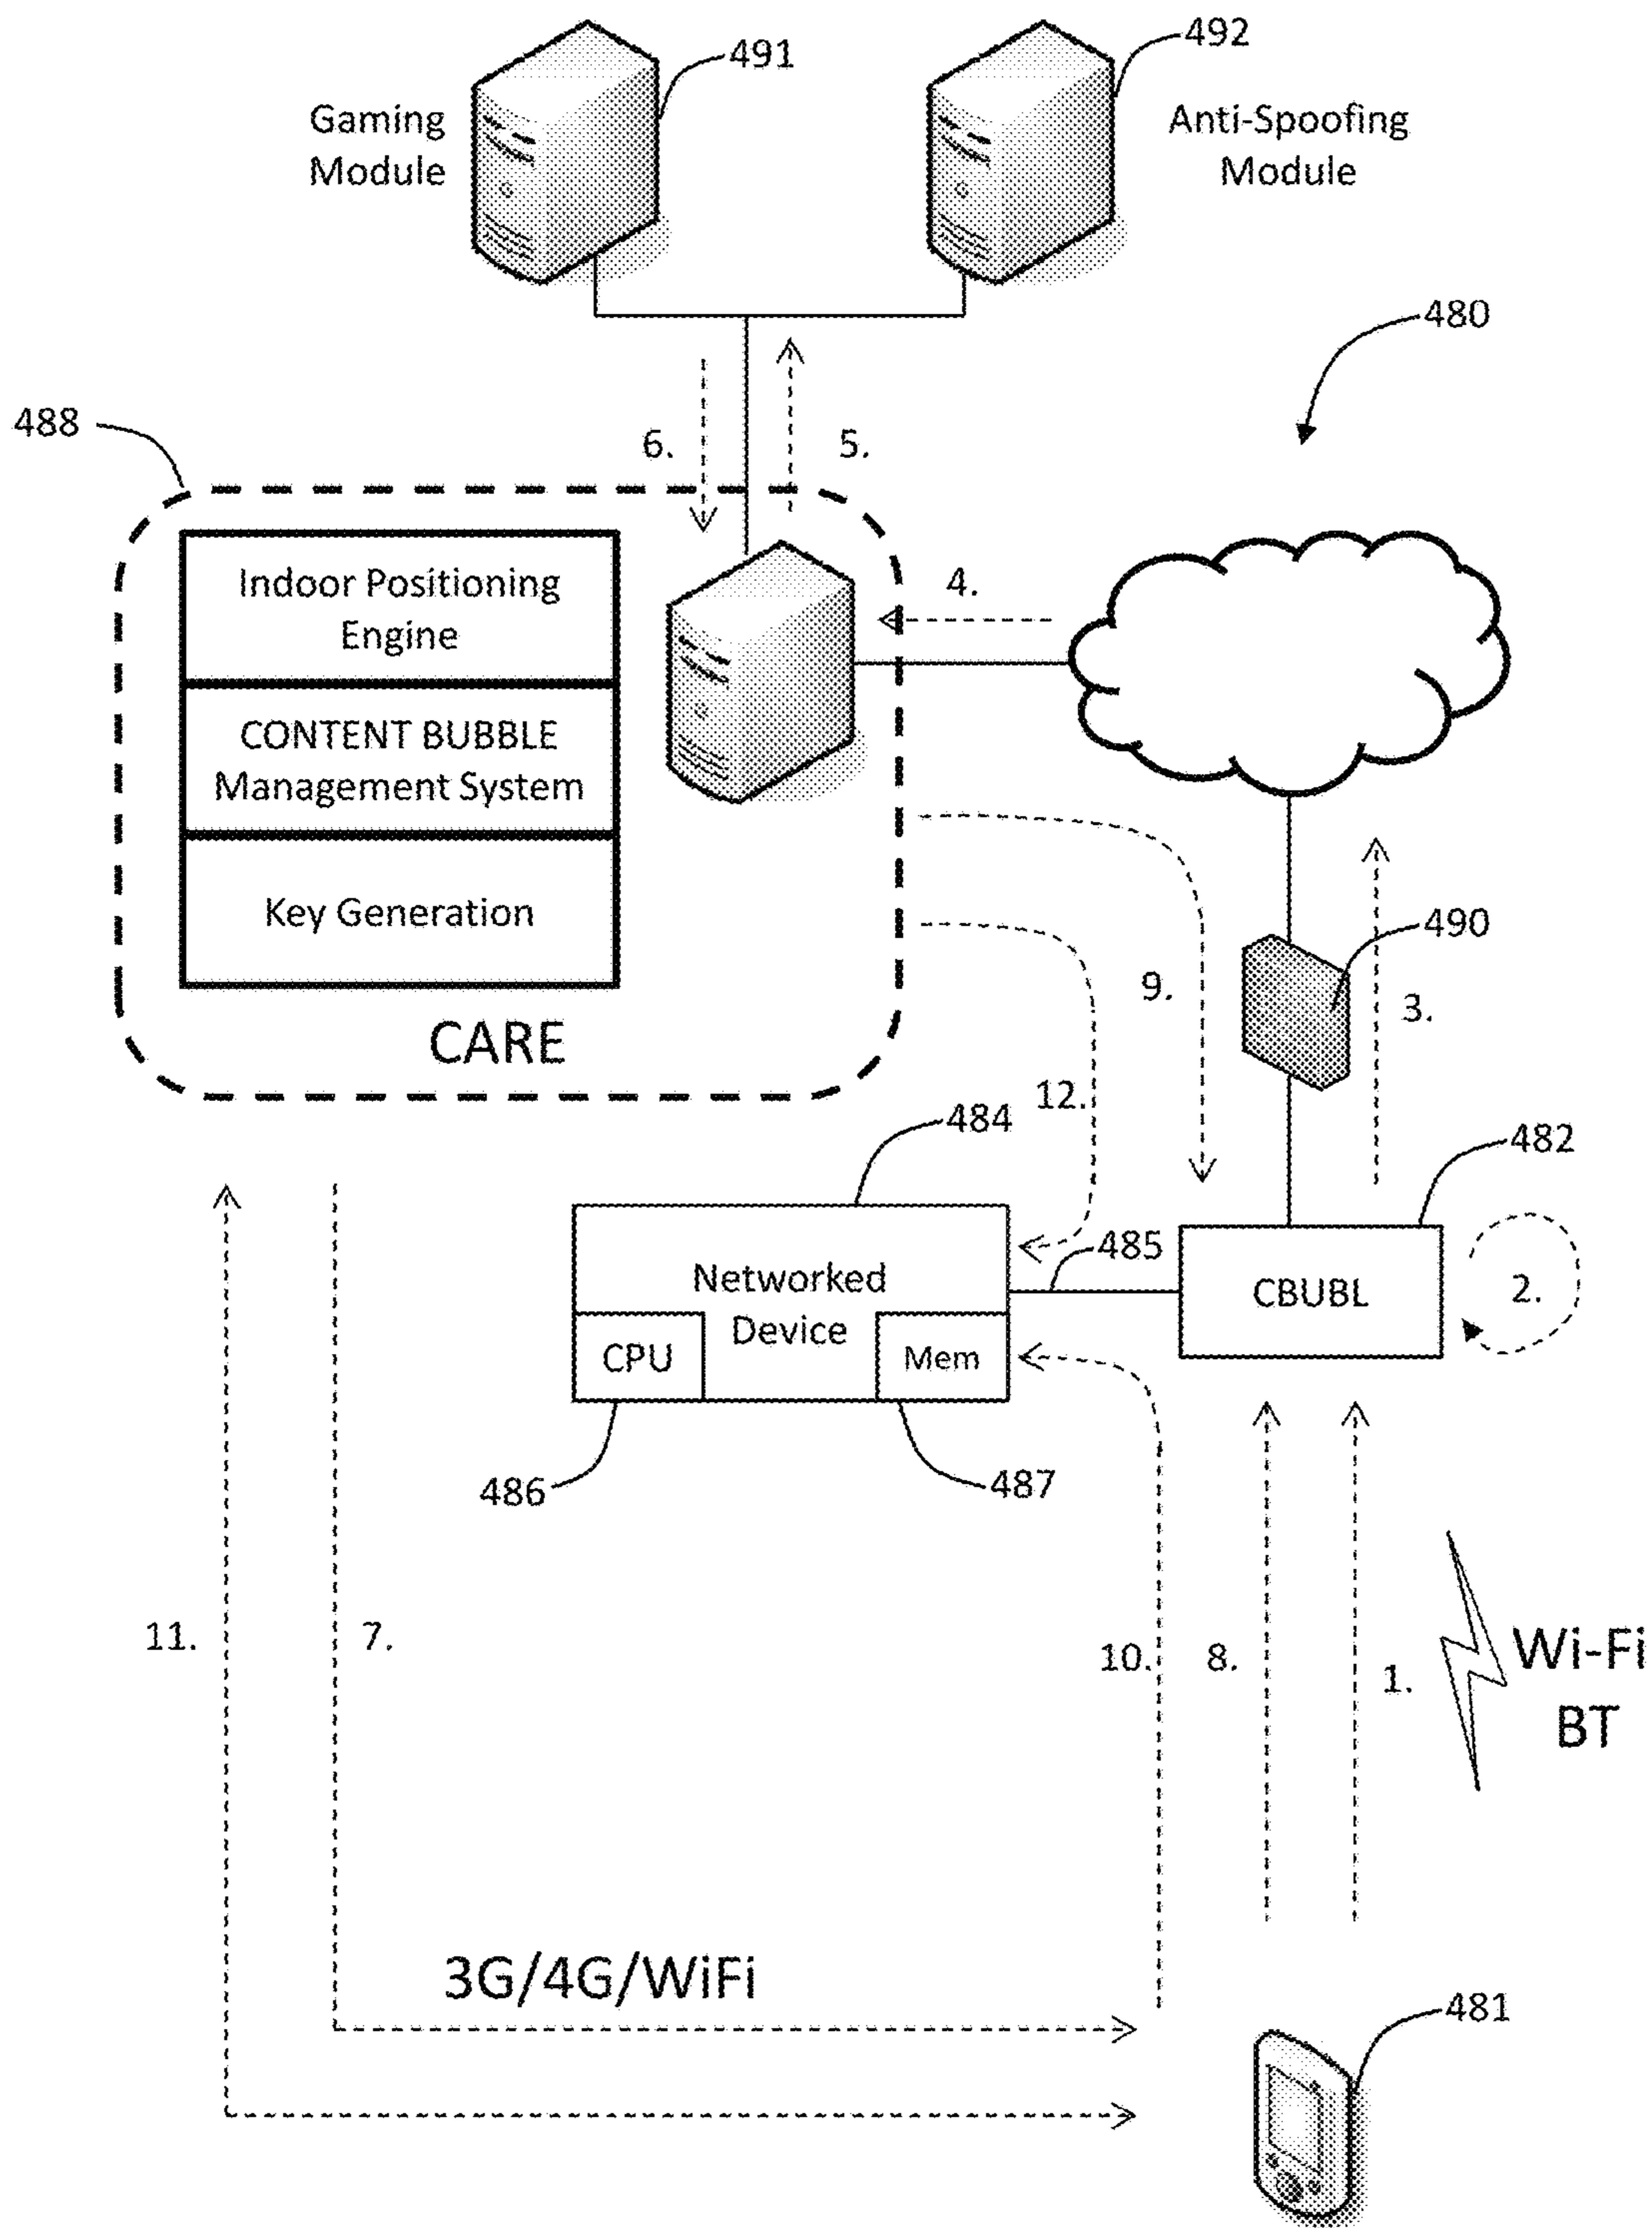 491
492
Gaming
Module
Anti-Spoofing
Module
480
488
6.
5.
4.
Indoor Positioning
Engine
CONTENT BUBBLE
Management System
Key Generation
CARE
490
9.
3.
12.
484
482
485
Networked
Device
CPU
Mem
CBUBL
2.
486
487
11.
7.
10.
8.
1.
Wi-Fi
BT
3G/4G/WiFi
481